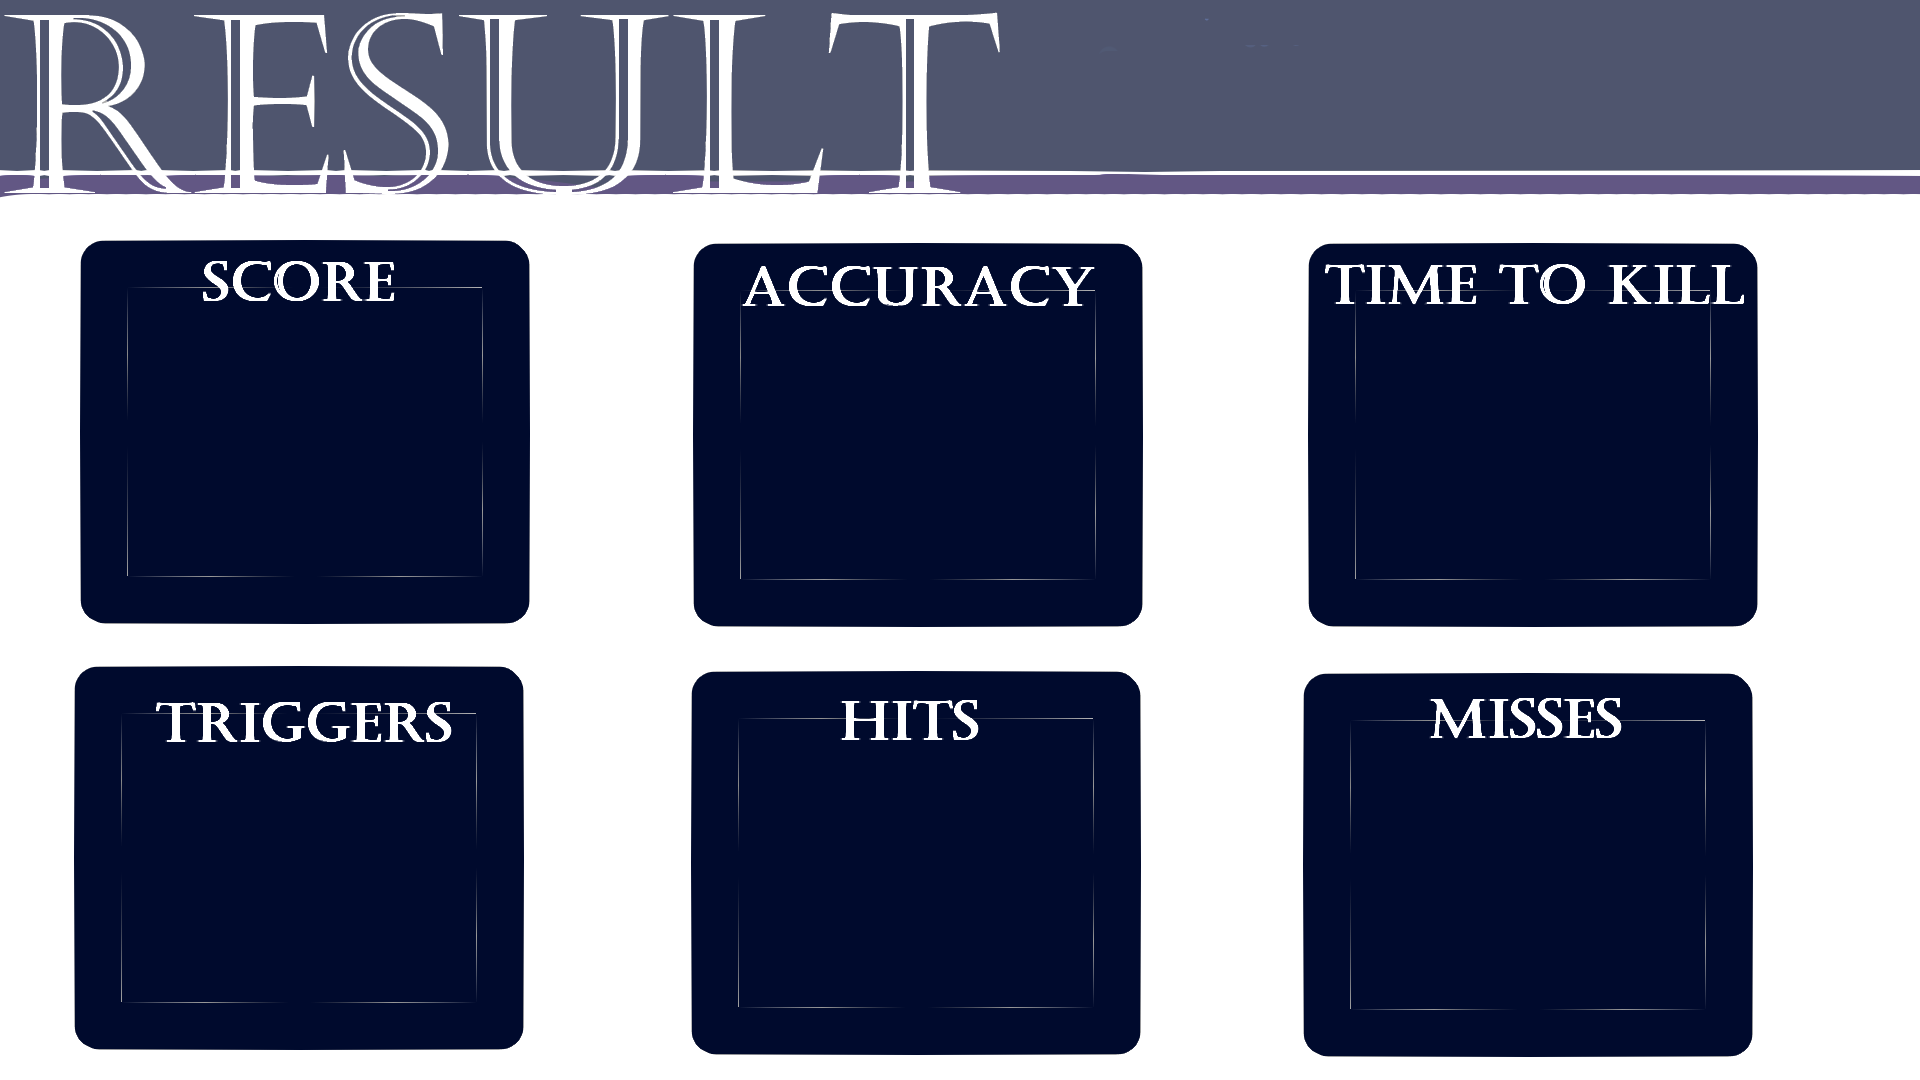 RESULT
SCORE
ACCURACY
TIME TO KILL
TRIGGERS
HITS
MISSES